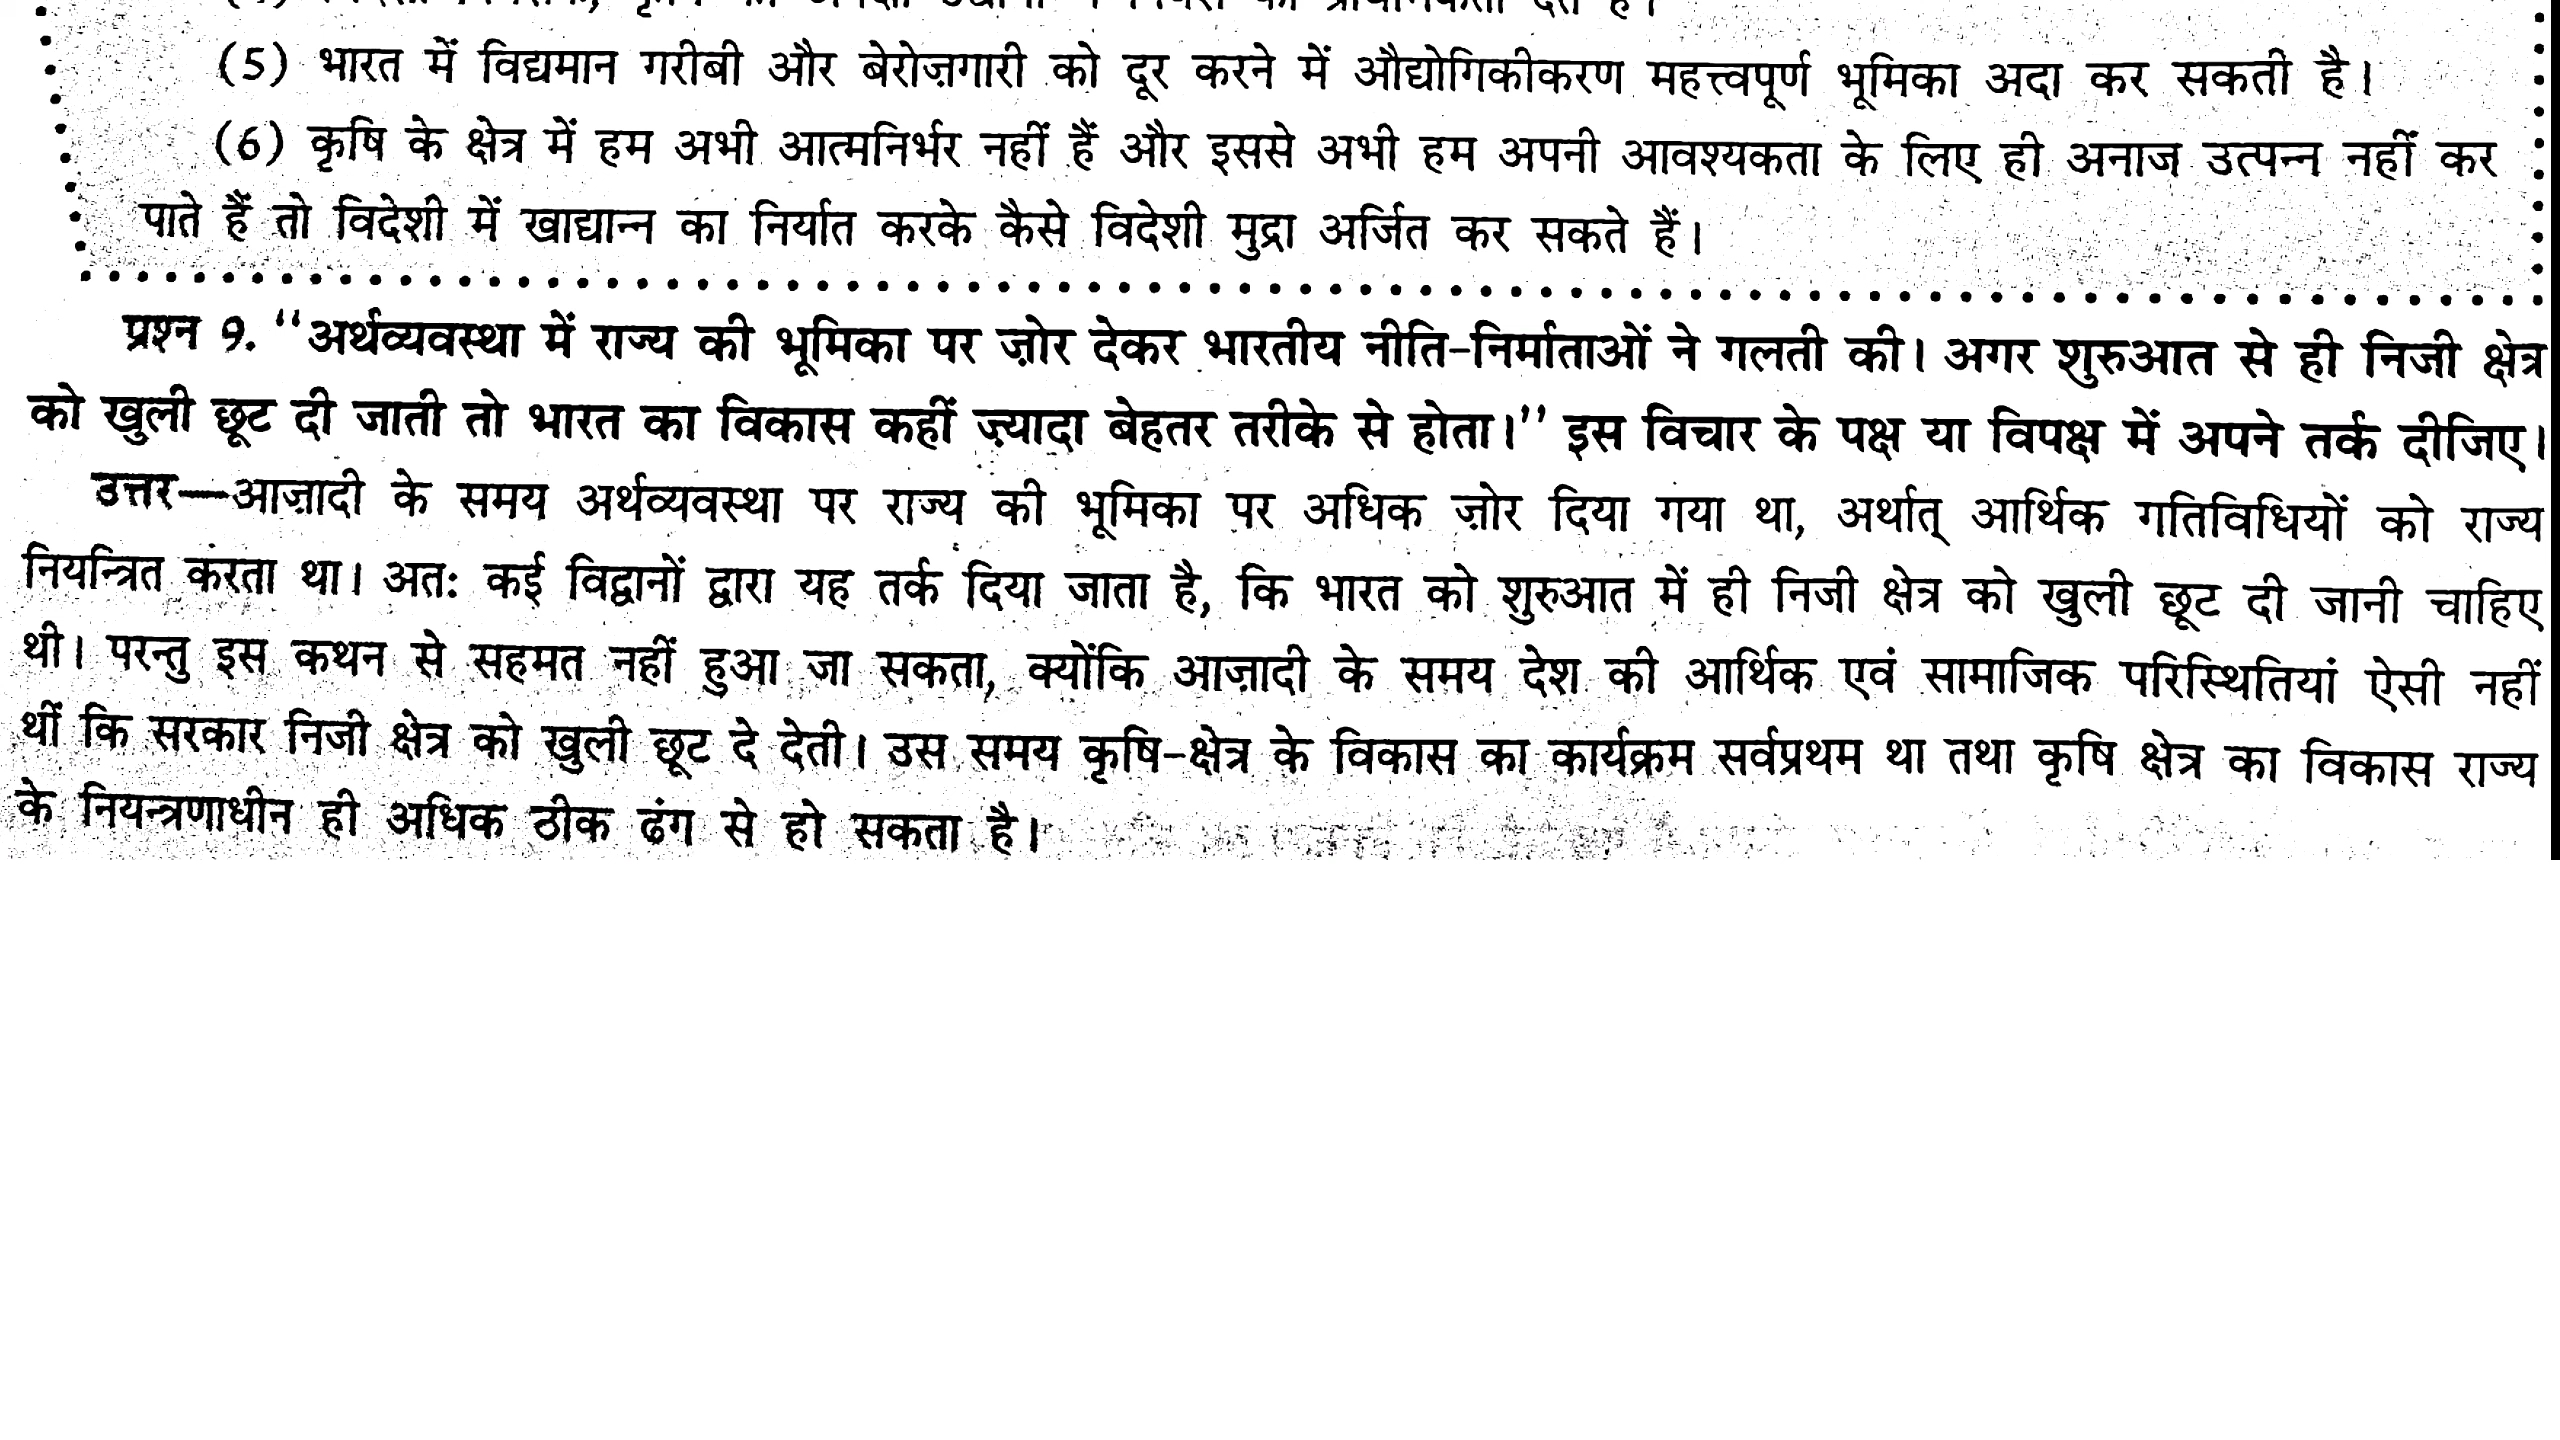 (5) भारत में विद्यमान गरीबी और बेरोज़गारी को दूर करने में औद्योगिकीकरण महत्त्वपूर्ण भूमिका अदा कर सकती है।
(6) कृषि के क्षेत्र में हम अभी आत्मनिर्भर नहीं हैं और इससे अभी हम अपनी आवश्यकता के लिए ही अनाज उत्पन्न नहीं कर
पाते हैं तो विदेशी में खाद्यान्न का निर्यात करके कैसे विदेशी मुद्रा अर्जित कर सकते हैं।
प्रश्न 9. ‘‘अर्थव्यवस्था में राज्य की भूमिका पर ज़ोर देकर भारतीय नीति-निर्माताओं ने गलती की। अगर शुरुआत से ही निजी क्षेत्र
को खुली छूट दी जाती तो भारत का विकास कहीं ज़्यादा बेहतर तरीके से होता।’’ इस विचार के पक्ष या विपक्ष में अपने तर्क दीजिए।
उत्तर—आज़ादी के समय अर्थव्यवस्था पर राज्य की भूमिका पर अधिक ज़ोर दिया गया था, अर्थात् आर्थिक गतिविधियों को राज्य
नियन्त्रित करता था। अतः कई विद्वानों द्वारा यह तर्क दिया जाता है, कि भारत को शुरुआत में ही निजी क्षेत्र को खुली छूट दी जानी चाहिए
थी। परन्तु इस कथन से सहमत नहीं हुआ जा सकता, क्योंकि आज़ादी के समय देश की आर्थिक एवं सामाजिक परिस्थितियां ऐसी नहीं
थीं कि सरकार निजी क्षेत्र को खुली छूट दे देती। उस समय कृषि-क्षेत्र के विकास का कार्यक्रम सर्वप्रथम था तथा कृषि क्षेत्र का विकास राज्य
के नियन्त्रणाधीन ही अधिक ठीक ढंग से हो सकता है।